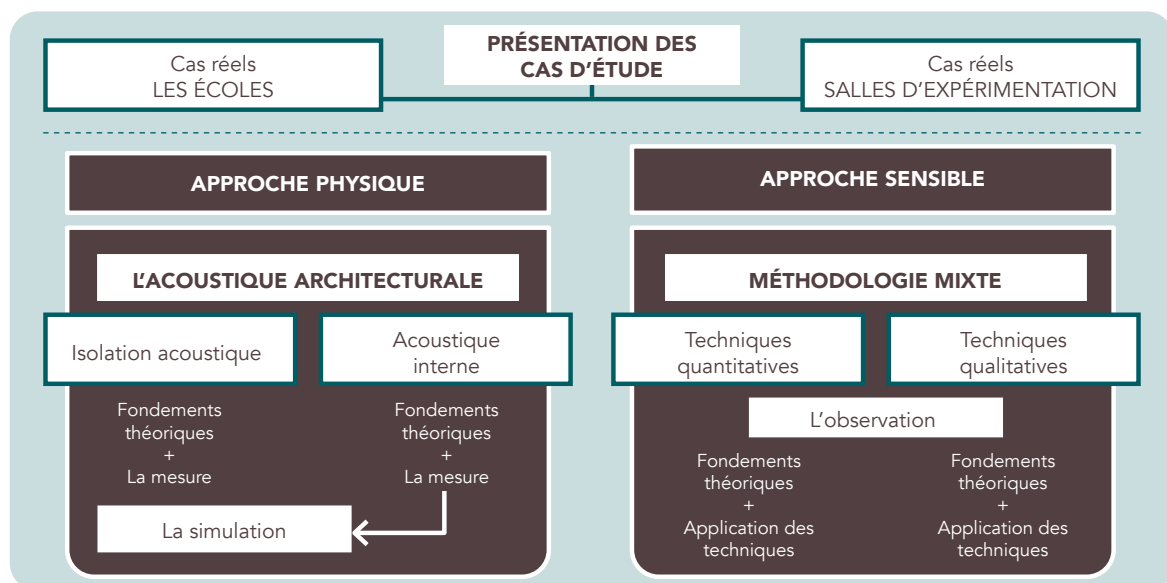 PRÉSENTATION DES
CAS D'ÉTUDE
Cas réels
LES ÉCOLES
Cas réels
SALLES D'EXPÉRIMENTATION
APPROCHE PHYSIQUE
L'ACOUSTIQUE ARCHITECTURALE
Isolation acoustique
Acoustique
interne
Fondements
théoriques
+
La mesure
Fondements
théoriques
+
La mesure
La simulation
APPROCHE SENSIBLE
MÉTHODOLOGIE MIXTE
Techniques
quantitatives
Techniques
qualitatives
L'observation
Fondements
théoriques
+
Application des
techniques
Fondements
théoriques
+
Application des
techniques